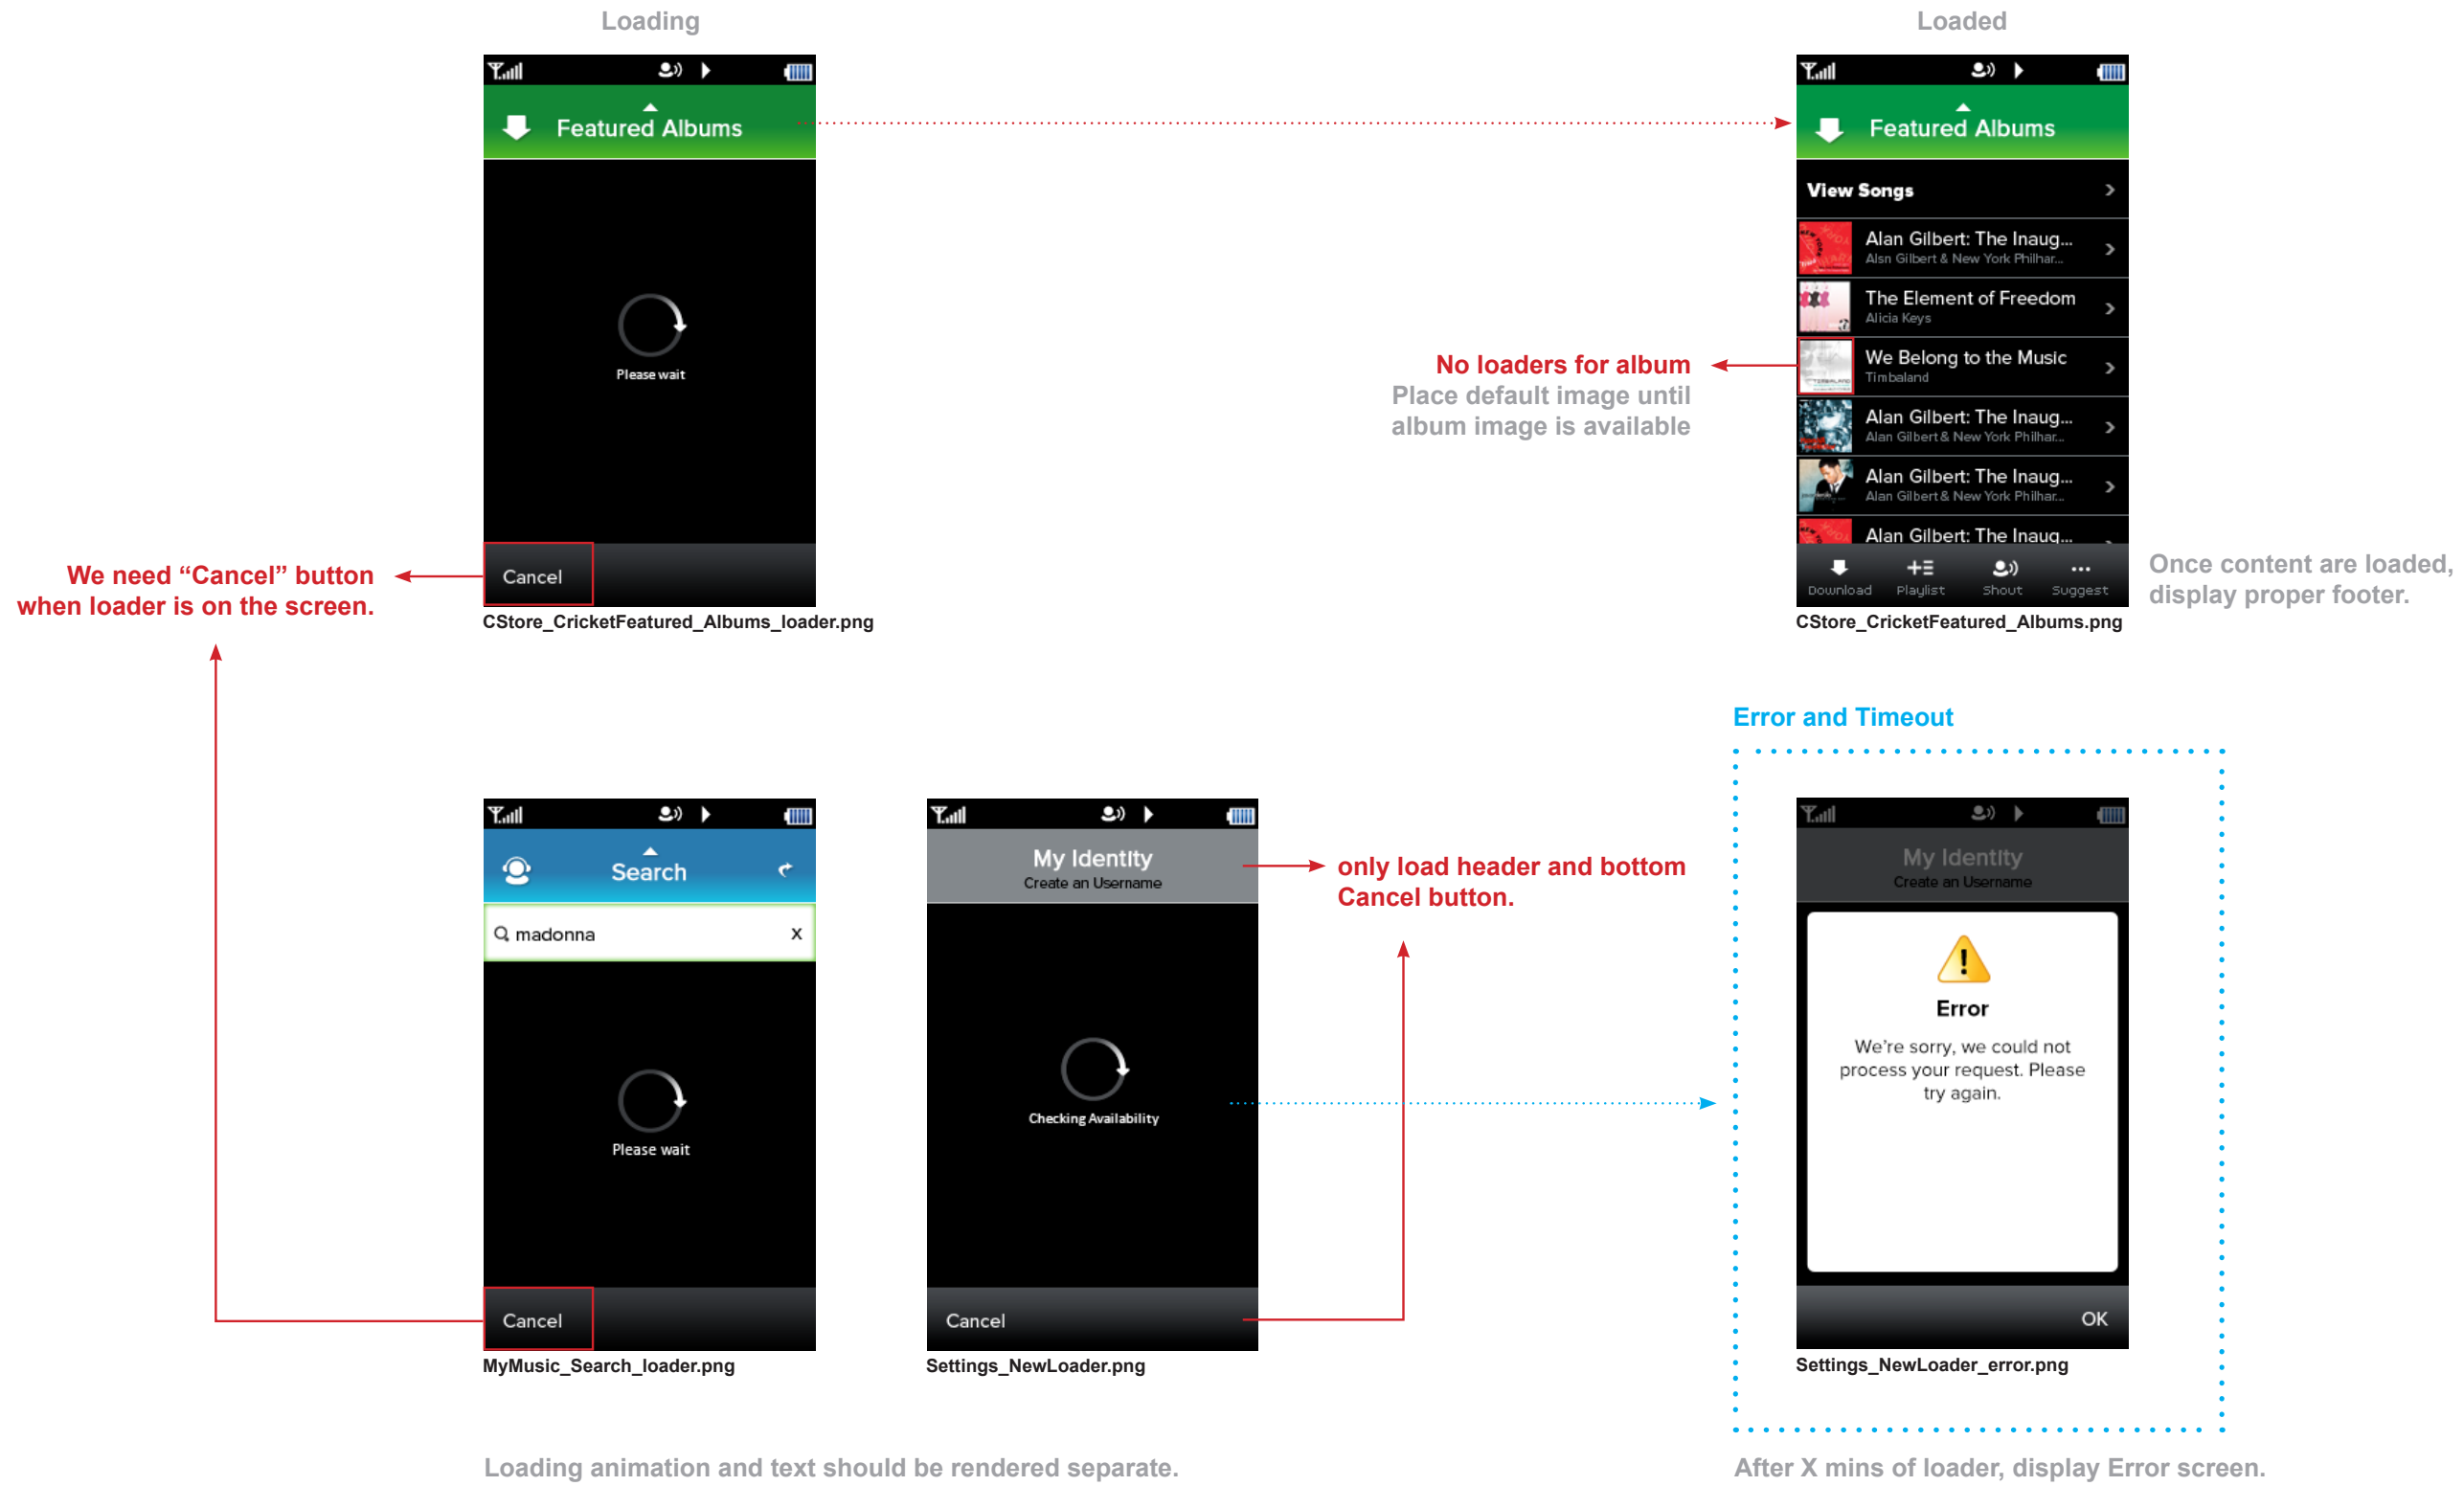 Loading
Featured Albums
Please wait
Cancel
CStore_CricketFeatured_Albums_loader.png
We need “Cancel” button
when loader is on the screen.
Loaded
Featured Albums
View Songs
Alan Gilbert: The Inaug...
Alsn Gilbert & New York Philhar...
The Element of Freedom
Alicia Keys
We Belong to the Music
Timbaland
Alan Gilbert: The Inaug...
Alan Gilbert & New York Philhar...
Alan Gilbert: The Inaug...
Alan Gilbert & New York Philhar...
Alan Gilbert: The Inaug...
Download Playlist Shout Suggest
CStore_CricketFeatured_Albums.png
No loaders for album
Place default image until
album image is available
Once content are loaded,
display proper footer.
Search
madonna X
Please wait
Cancel
MyMusic_Search_loader.png
My Identity
Create an Username
Checking Availability
Cancel
Settings_NewLoader.png
only load header and bottom
Cancel button.
Error and Timeout
My Identity
Create an Username
Error
We're sorry, we could not
process your request. Please
try again.
OK
Settings_NewLoader_error.png
Loading animation and text should be rendered separate.
After X mins of loader, display Error screen.